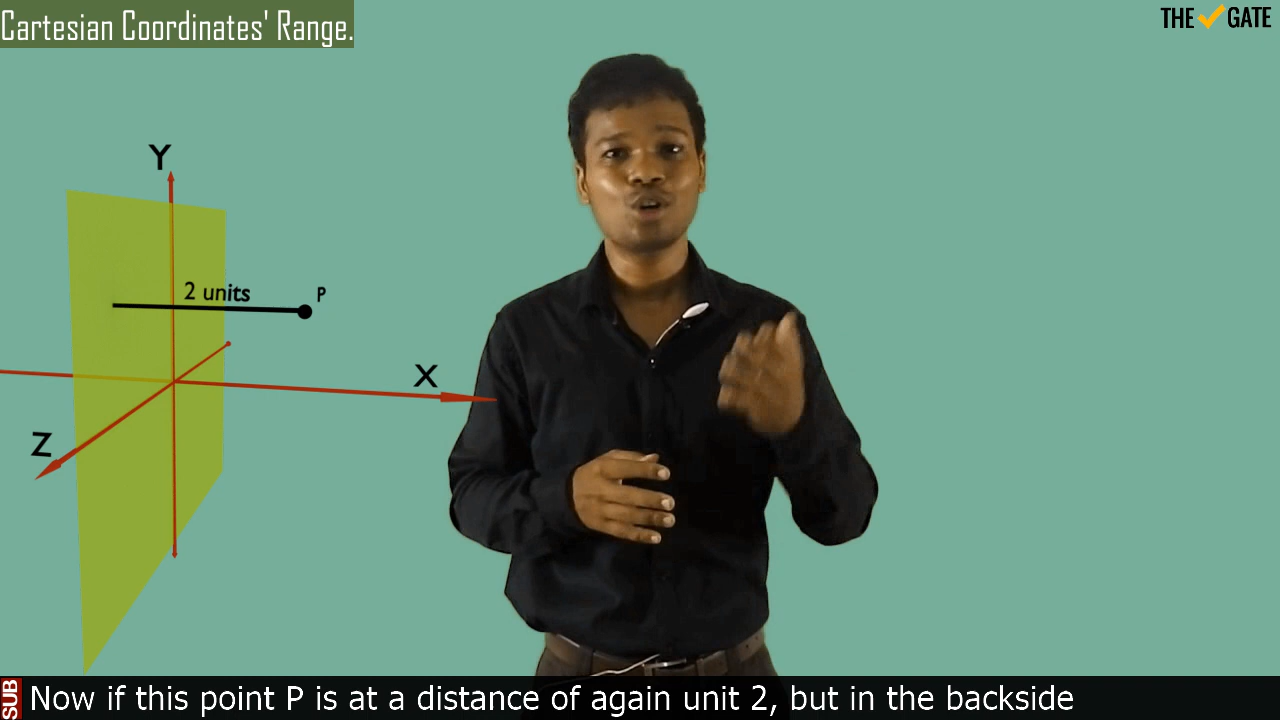 Cartesian Coordinates' Range.
THE GATE
Y
2 units P
X
Z
SUB Now if this point P is at a distance of again unit 2, but in the backside